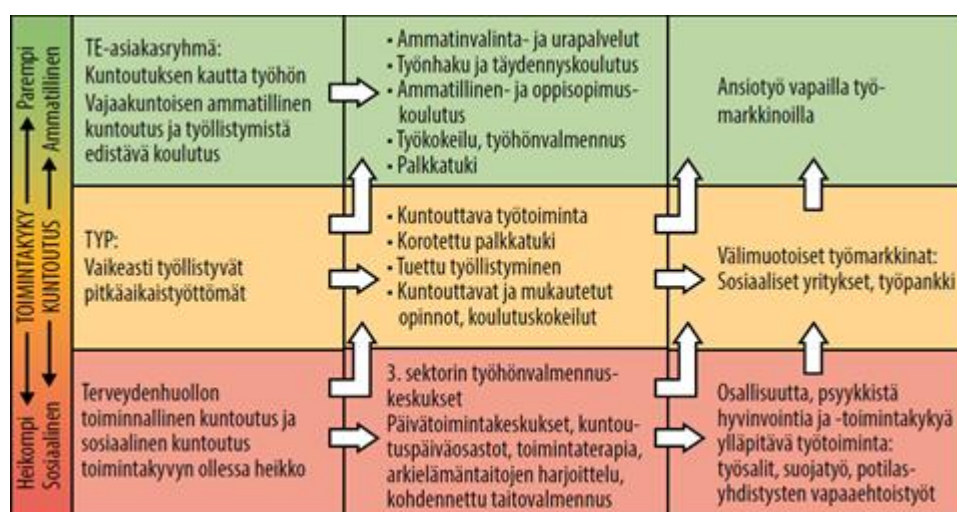 Parempi
Ammatillinen
TOIMINTAKYKY
KUNTOUTUS
Heikompi
Sosiaalinen
TE-asiakasryhmä:
Kuntoutuksen kautta työhön
Vajaakuntoisen ammatillinen
kuntoutus ja työllistymistä
edistävä koulutus
• Ammatinvalinta- ja urapalvelut
• Työnhaku ja täydennyskoulutus
• Ammatillinen- ja oppisopimus-
koulutus
• Työkokeilu, työhönvalmennus
• Palkkatuki
Ansiotyö vapailla työ-
markkinoilla
TYP:
Vaikeasti työllistyvät
pitkäaikaistyöttömät
• Kuntouttava työtoiminta
• Korotettu palkkatuki
• Tuettu työllistyminen
• Kuntouttavat ja mukautetut
opinnot, koulutuskokeilut
Välimuotoiset työmarkkinat:
Sosiaaliset yritykset, työpankki
Terveydenhuollon
toiminnallinen kuntoutus ja
sosiaalinen kuntoutus
toimintakyvyn ollessa heikko
3. sektorin työhönvalmennus-
keskukset
Päivätoimintakeskukset, kuntou-
tuspäiväosastot, toimintaterapia,
arkielämäntaitojen harjoittelu,
kohdennettu taitovalmennus
Osallisuutta, psyykkistä
hyvinvointia ja -toimintakykyä
ylläpitävä työtoiminta:
työsalit, suojatyö, potilas-
yhdistysten vapaaehtoistyöt